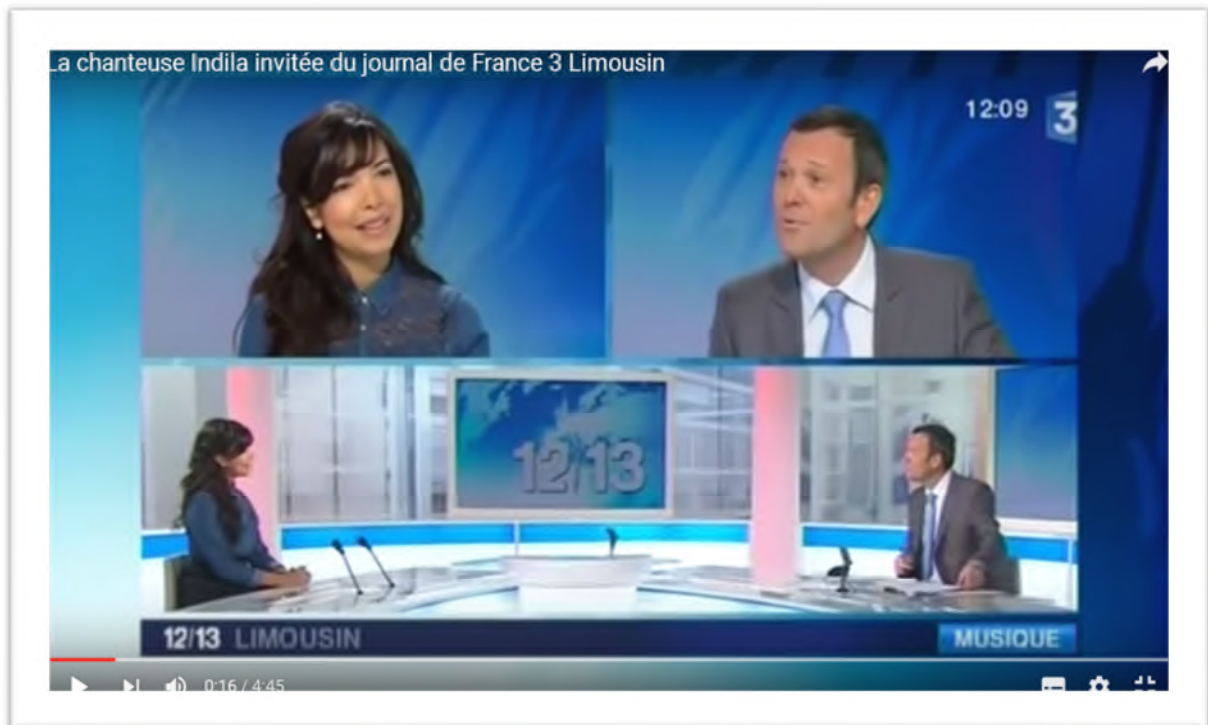 La chanteuse Indila invitée du journal de France 3 Limousin
12:09 3
12/13
12/13 LIMOUSIN
MUSIQUE
0:16 / 4:45